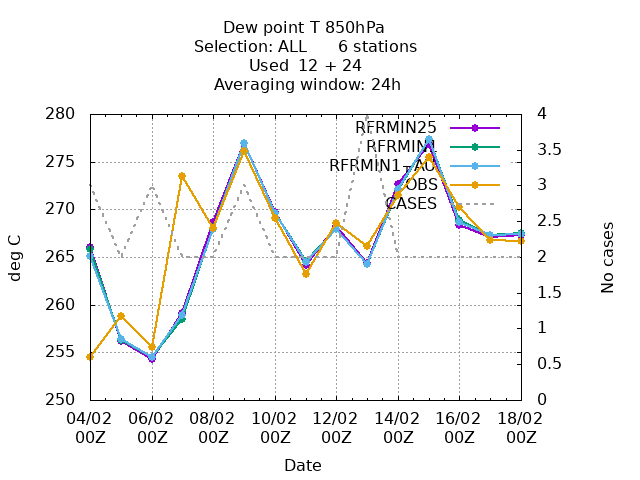 Dew point T 850hPa
Selection: ALL 6 stations
Used 12 + 24
Averaging window: 24h
280
275
270
265
260
255
250
deg C
4
3.5
3
2.5
2
1.5
1
0.5
0
No cases
RFRMIN25
RFRMIN1
RFRMIN1-AU
OBS
CASES
04/02 06/02 08/02 10/02 12/02 14/02 16/02 18/02
00Z 00Z 00Z 00Z 00Z 00Z 00Z 00Z
Date